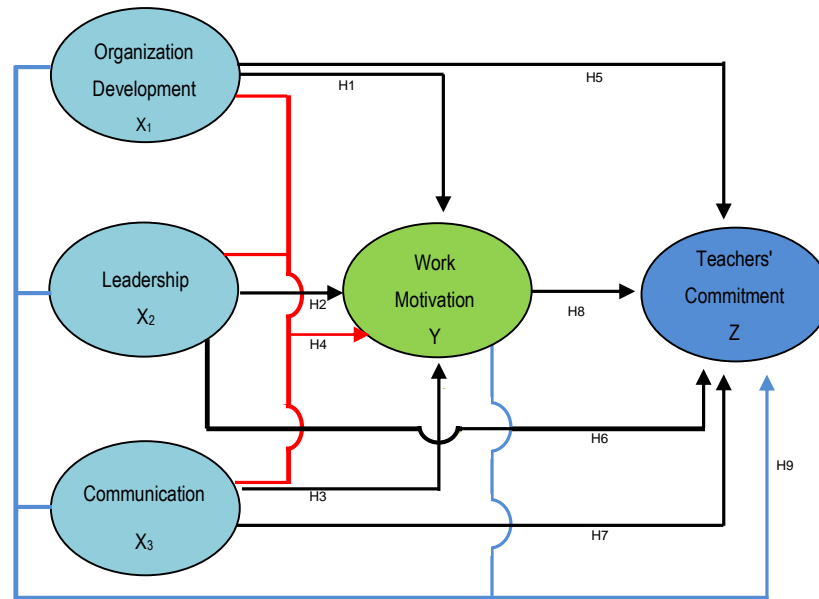 Organization
Development
X1
H1
H5
Leadership
X2
H2
H4
Work
Motivation
Y
H8
Teachers'
Commitment
Z
H6
H9
Communication
X3
H3
H7